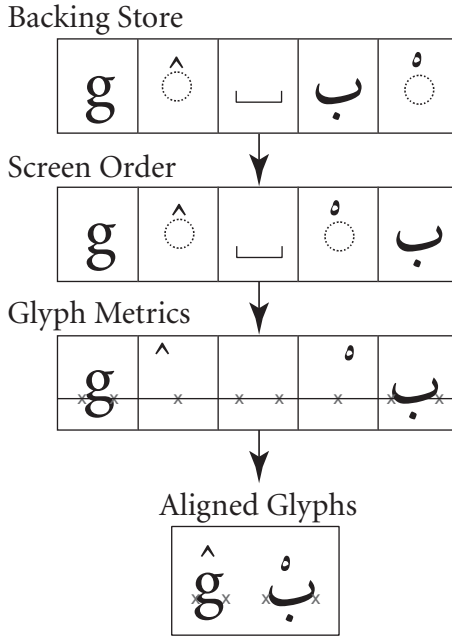 Backing Store
g ◌̂ ⎵ ب ◌ْ
Screen Order
g ◌̂ ⎵ ◌ْ ب
Glyph Metrics
x g x ̂ x x x ْ x x ب x
Aligned Glyphs
x ĝ x x بْ x